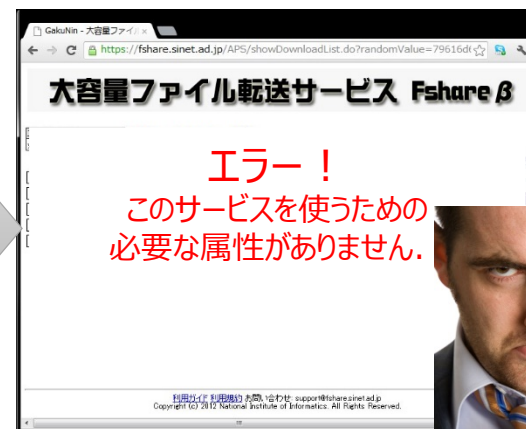 GakuNin - 大容量ファイ
https://fshare.sinet.ad.jp/APS/showDownloadList.do?randomValue=79616d
大容量ファイル転送サービス Fshare β
エラー！
このサービスを使うための
必要な属性がありません.
利用ガイド 利用規約 お問い合わせ: support@fshare.sinet.ad.jp
Copyright (c) 2012 National Institute of Informatics. All Rights Reserved.